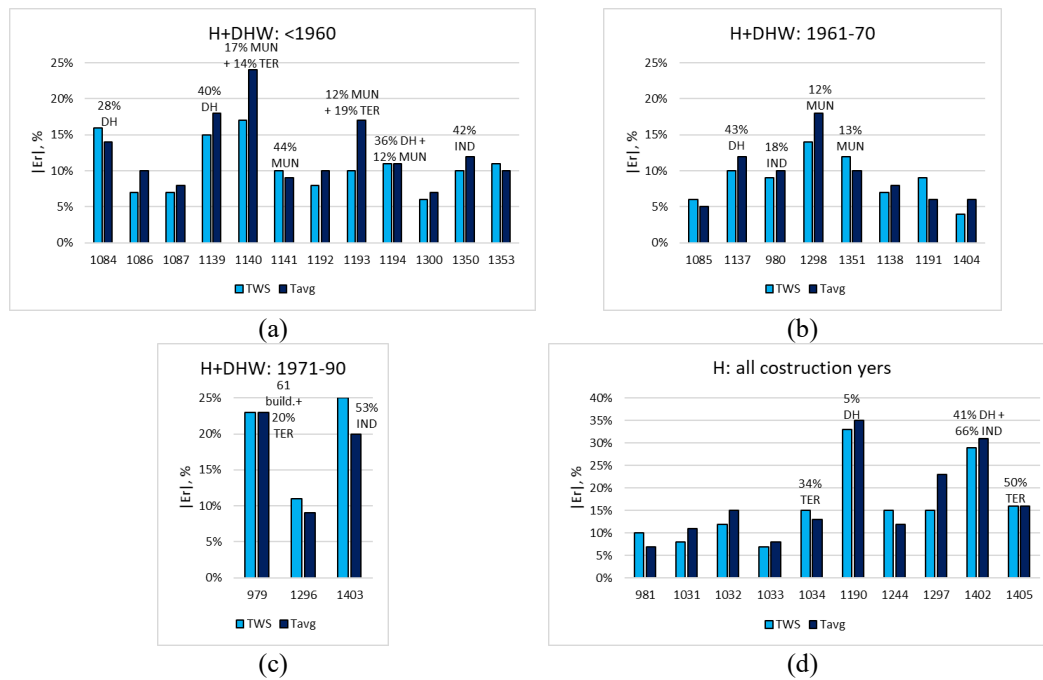 H+DHW: <1960
17% MUN
+ 14% TER
25%
20%
15%
10%
5%
0%
|Er|, %
28%
DH
40%
DH
44%
MUN
12% MUN
+ 19% TER
36% DH +
12% MUN
42%
IND
1084 1086 1087 1139 1140 1141 1192 1193 1194 1300 1350 1353
TWS Tavg
(a)
H+DHW: 1961-70
25%
20%
15%
10%
5%
0%
|Er|, %
43%
DH
18%
IND
12%
MUN
13%
MUN
1085 1137 980 1298 1351 1138 1191 1404
TWS Tavg
(b)
H+DHW: 1971-90
25%
20%
15%
10%
5%
0%
|Er|, %
61
build.+
20%
TER
53%
IND
979 1296 1403
TWS Tavg
(c)
H: all costruction yers
40%
35%
30%
25%
20%
15%
10%
5%
0%
|Er|, %
34%
TER
5%
DH
41% DH +
66% IND
50%
TER
981 1031 1032 1033 1034 1190 1244 1297 1402 1405
TWS Tavg
(d)